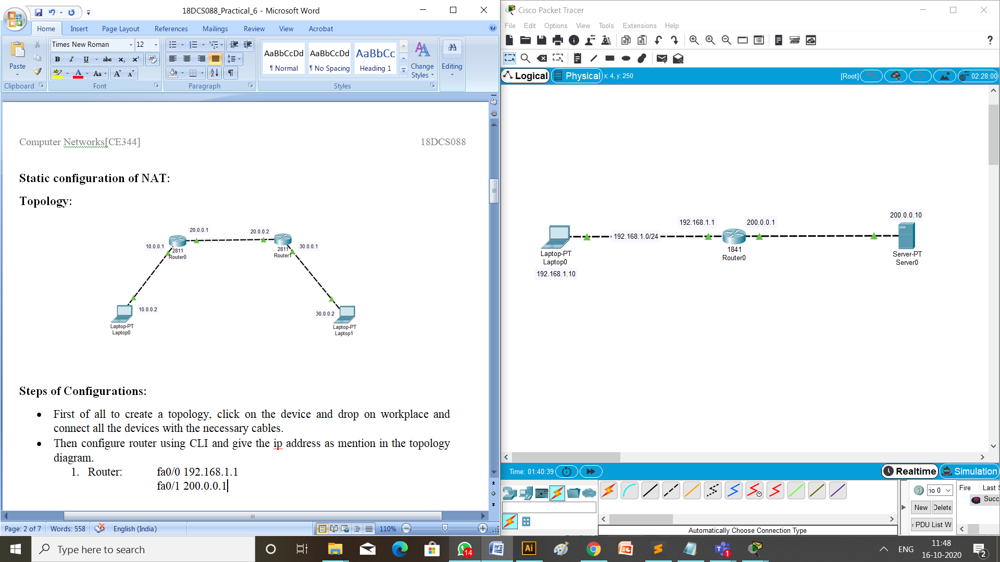 18DCS088_Practical_6 - Microsoft Word
Home Insert Page Layout References Mailings Review View Acrobat
Paste
Clipboard
Times New Roman 12
B I U abc x₂ x²
ab A Aa A A
Font
Paragraph
AaBbCcDd AaBbCcDd AaBbCc
¶ Normal ¶ No Spacing Heading 1
Change
Styles
Styles
Editing
Computer Networks[CE344] 18DCS088
Static configuration of NAT:
Topology:
20.0.0.1 20.0.0.2
10.0.0.1 30.0.0.1
2811
Router0
2811
Router1
10.0.0.2
30.0.0.2
Laptop-PT
Laptop0
Laptop-PT
Laptop1
Steps of Configurations:
• First of all to create a topology, click on the device and drop on workplace and
connect all the devices with the necessary cables.
• Then configure router using CLI and give the ip address as mention in the topology
diagram.
1. Router: fa0/0 192.168.1.1
fa0/1 200.0.0.1
Page: 2 of 7 Words: 558 English (India) 110%
Cisco Packet Tracer
File Edit Options View Tools Extensions Help
?
Logical Physical x: 4, y: 250 [Root] 02:28:00
200.0.0.10
192.168.1.1 200.0.0.1
192.168.1.0/24
Laptop-PT
Laptop0
192.168.1.10
1841
Router0
Server-PT
Server0
Time: 01:40:39 Realtime Simulation
io 0 Fire Last S
Succ
New Delete
PDU List W
Automatically Choose Connection Type
Type here to search
14
Ai
1
ENG
11:48
16-10-2020
2